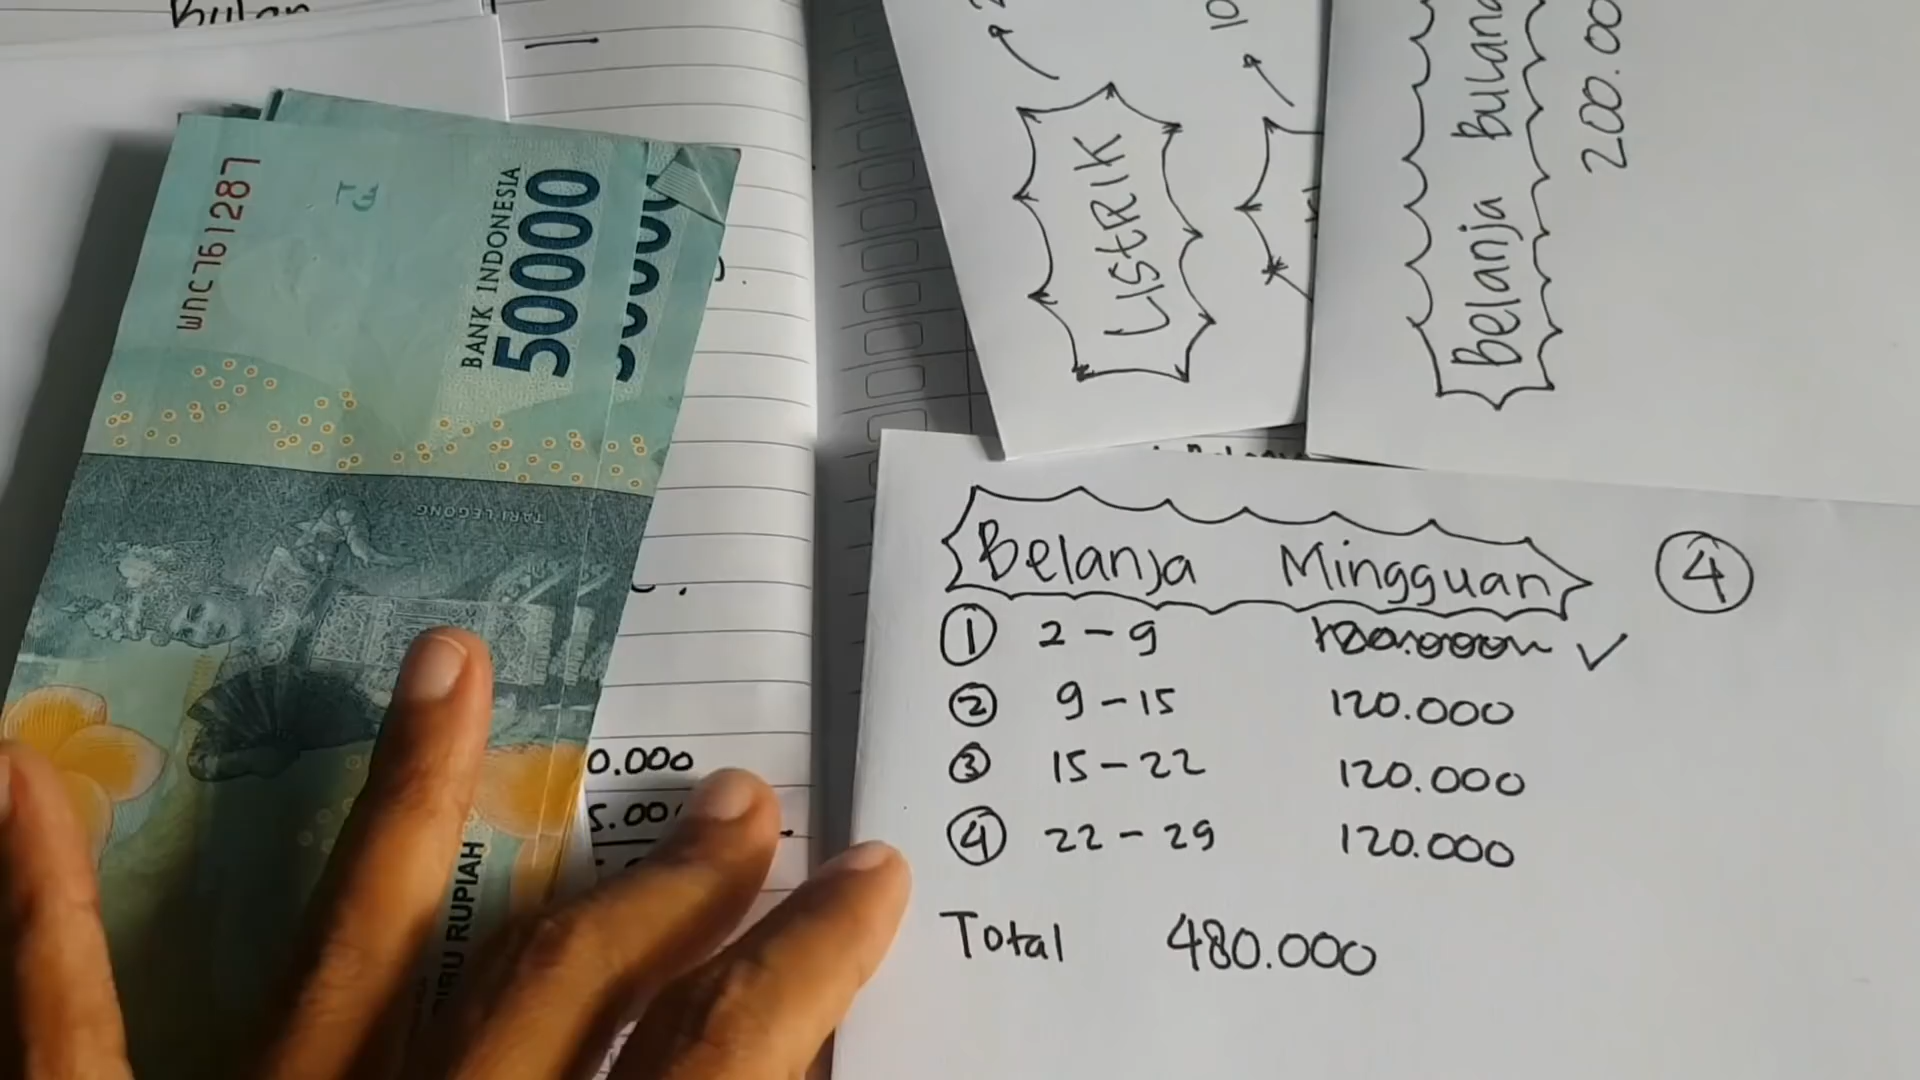 WNC761287
BANK INDONESIA
50000
TARI LEGONG
RUPIAH
0.000
LISTRIK
Belanja
200.00
Belanja Mingguan 4
1 2 - 9 ✓
2 9 - 15 120.000
3 15 - 22 120.000
4 22 - 29 120.000
Total 480.000